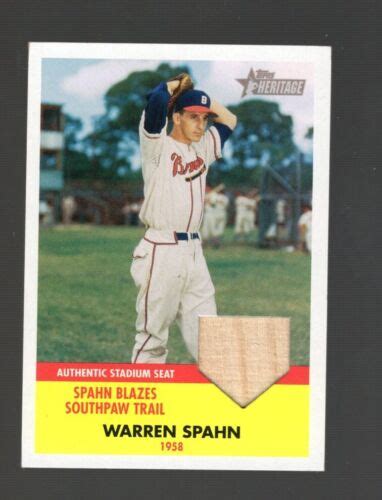 Topps
HERITAGE
B
Braves
AUTHENTIC STADIUM SEAT
SPAHN BLAZES
SOUTHPAW TRAIL
WARREN SPAHN
1958